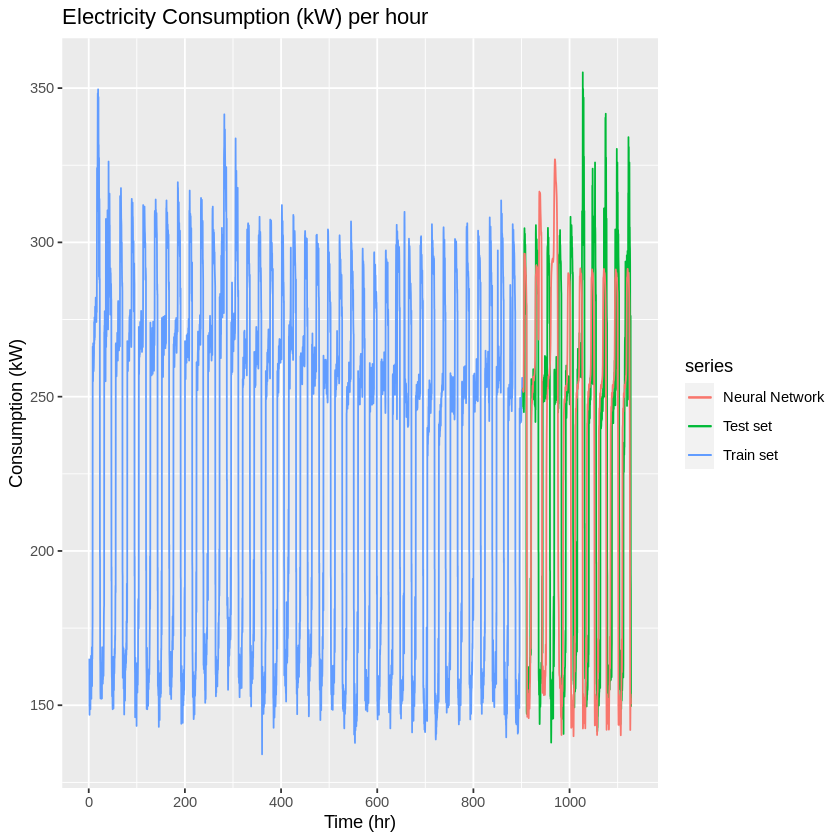 Electricity Consumption (kW) per hour
350
300
250
200
150
Consumption (kW)
0 200 400 600 800 1000
Time (hr)
series
Neural Network
Test set
Train set